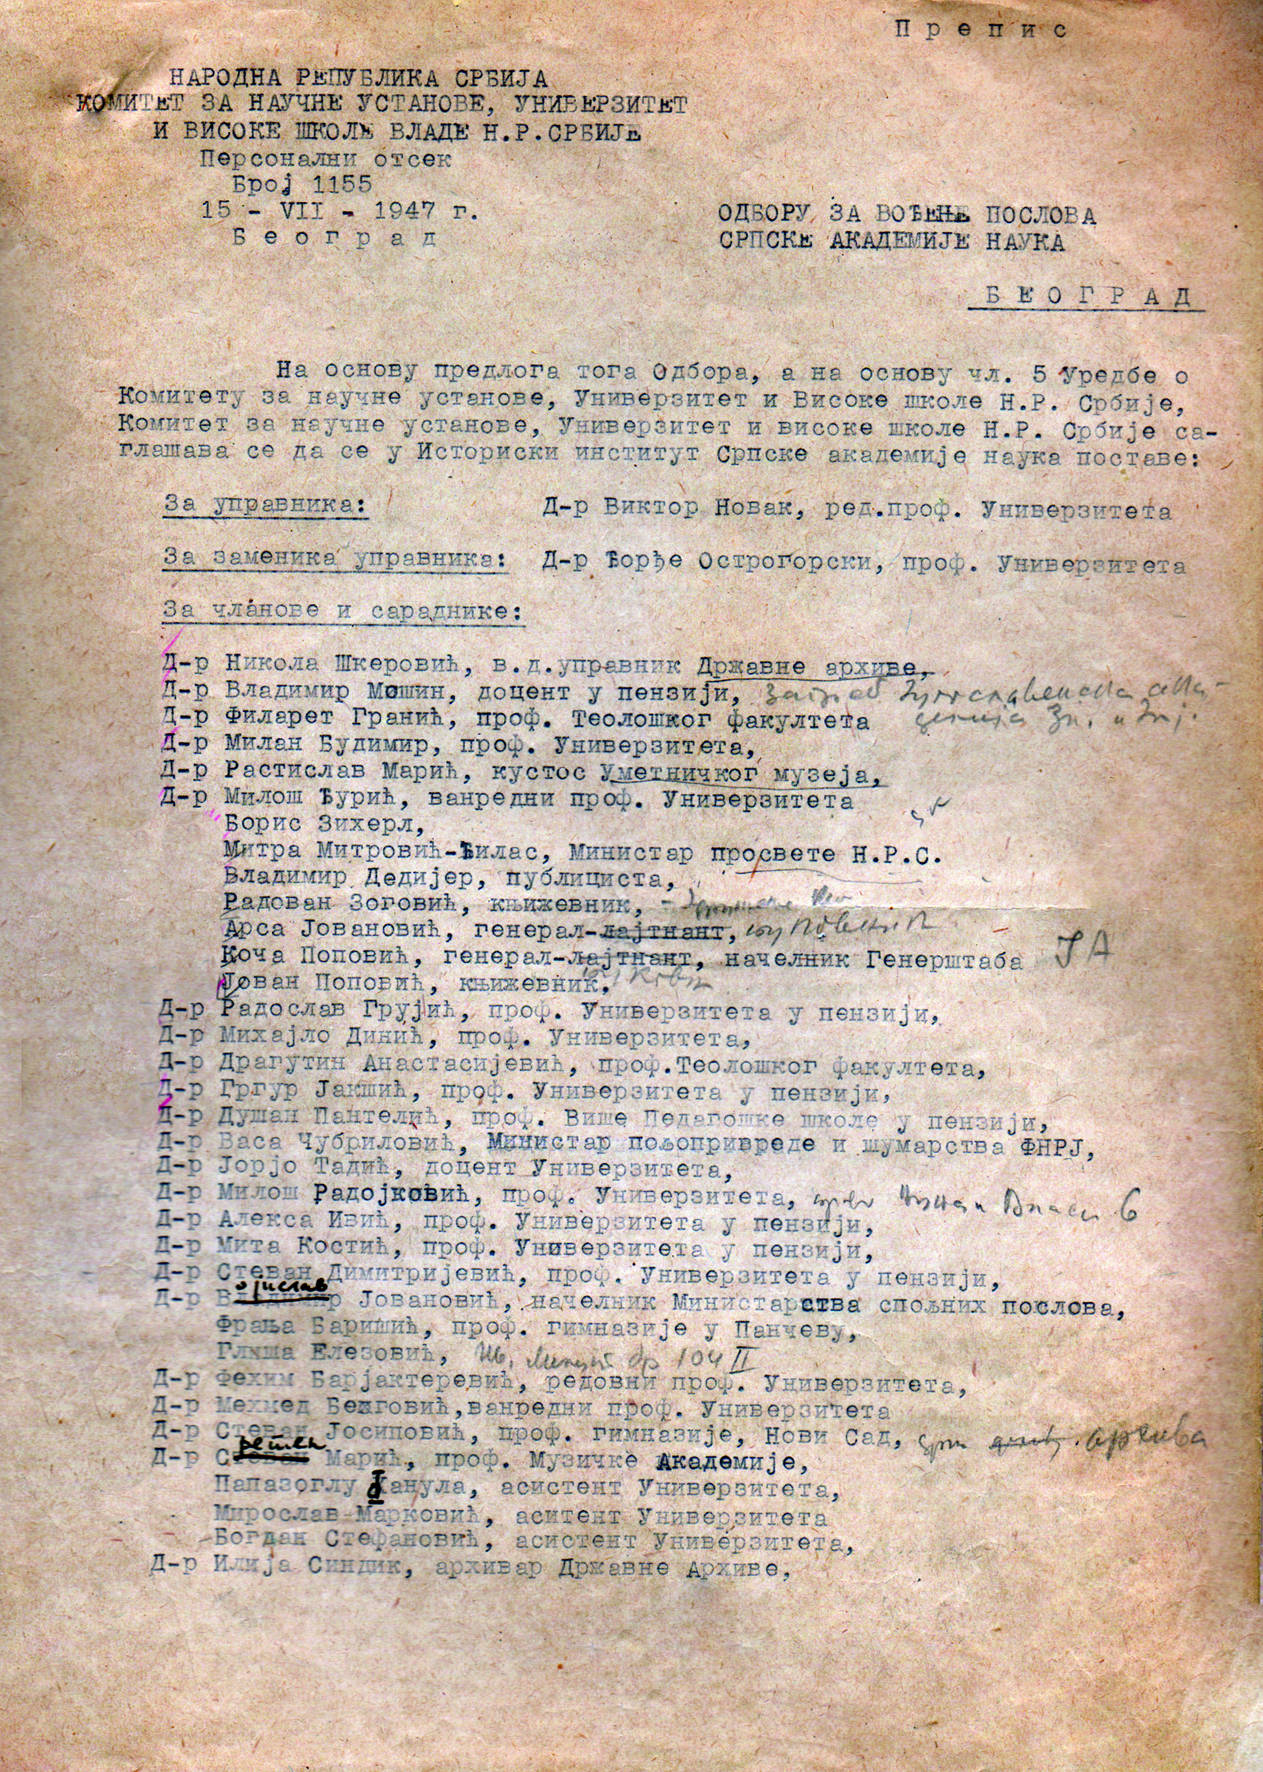 Препис
НАРОДНА РЕПУБЛИКА СРБИЈА
КОМИТЕТ ЗА НАУЧНЕ УСТАНОВЕ, УНИВЕРЗИТЕТ
И ВИСОКЕ ШКОЛЕ ВЛАДЕ Н.Р.СРБИЈЕ
Персонални отсек
Број 1155
15 - VII - 1947 г.
Београд
ОДБОРУ ЗА ВОЂЕЊЕ ПОСЛОВА
СРПСКЕ АКАДЕМИЈЕ НАУКА
БЕОГРАД
На основу предлога тога Одбора, а на основу чл. 5 Уредбе о
Комитету за научне установе, Универзитет и Високе школе Н.Р. Србије,
Комитет за научне установе, Универзитет и високе школе Н.Р. Србије са-
глашава се да се у Историски институт Српске академије наука поставе:
За управника: Д-р Виктор Новак, ред.проф. Универзитета
За заменика управника: Д-р Ђорђе Острогорски, проф. Универзитета
За чланове и сараднике:
Д-р Никола Шкеровић, в.д.управник Државне архиве,
Д-р Владимир Мошин, доцент у пензији,
Д-р Филарет Гранић, проф. Теолошког факултета
Д-р Милан Будимир, проф. Универзитета,
Д-р Растислав Марић, кустос Уметничког музеја,
Д-р Милош Ђурић, ванредни проф. Универзитета
Борис Зихерл,
Митра Митровић-Ђилас, Министар просвете Н.Р.С.
Владимир Дедијер, публициста,
Радован Зоговић, књижевник,
Арса Јовановић, генерал-лајтнант, пуковник
Коча Поповић, генерал-лајтнант, начелник Генерштаба ЈА
Јован Поповић, књижевник.
Д-р Радослав Грујић, проф. Универзитета у пензији,
Д-р Михајло Динић, проф. Универзитета,
Д-р Драгутин Анастасијевић, проф.Теолошког факултета,
Д-р Гргур Јакшић, проф. Универзитета у пензији,
Д-р Душан Пантелић, проф. Више Педагошке школе у пензији,
Д-р Васа Чубриловић, Министар пољопривреде и шумарства ФНРЈ,
Д-р Јорјо Тадић, доцент Универзитета,
Д-р Милош Радојковић, проф. Универзитета,
Д-р Алекса Ивић, проф. Универзитета у пензији,
Д-р Мита Костић, проф. Универзитета у пензији,
Д-р Стеван Димитријевић, проф. Универзитета у пензији,
ојислав
Д-р Владимир Јовановић, начелник Министарства спољних послова,
Фрања Баришић, проф. гимназије у Панчеву,
Глиша Елезовић, 104 II
Д-р Фехим Барјактеревић, редовни проф. Универзитета,
Д-р Мехмед Беговић,ванредни проф. Универзитета
Д-р Стеван Јосиповић, проф. гимназије, Нови Сад, архива
Д-р Стеван Марић, проф. Музичке Академије,
Папазоглу Фанула, асистент Универзитета,
Мирослав Марковић, аситент Универзитета
Богдан Стефановић, асистент Универзитета,
Д-р Илија Синдик, архивар Државне Архиве,